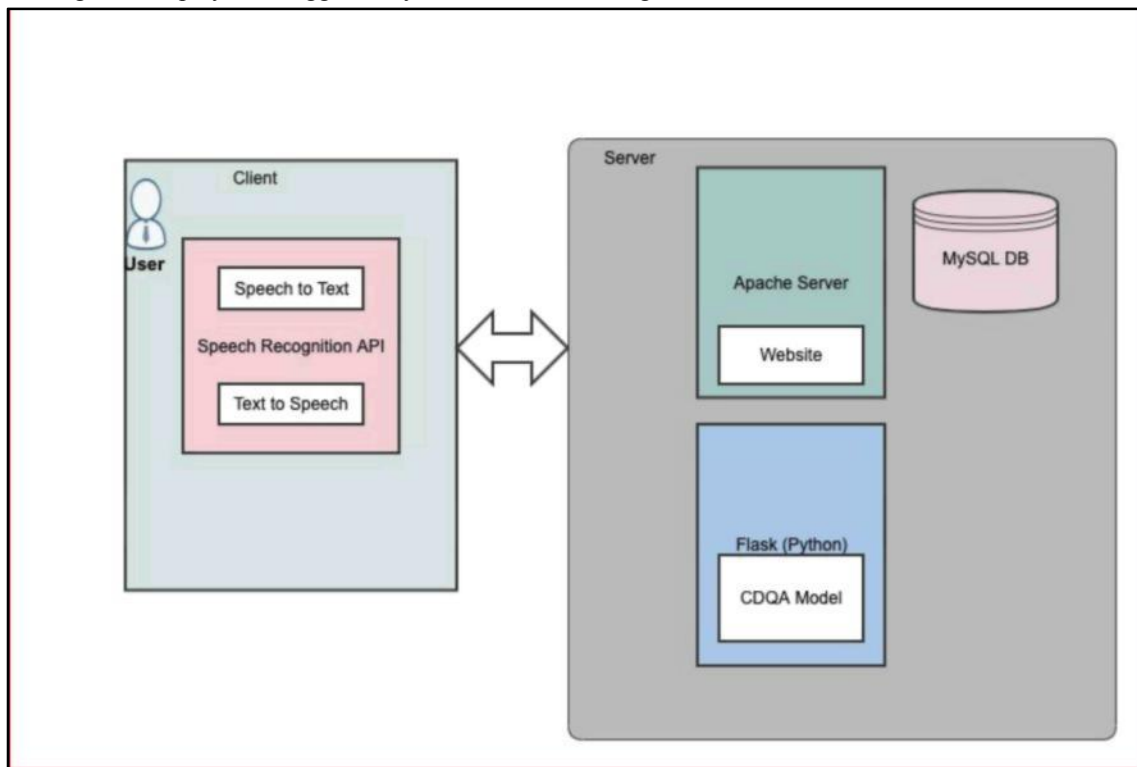 Client
User
Speech to Text
Speech Recognition API
Text to Speech
Server
Apache Server
Website
MySQL DB
Flask (Python)
CDQA Model